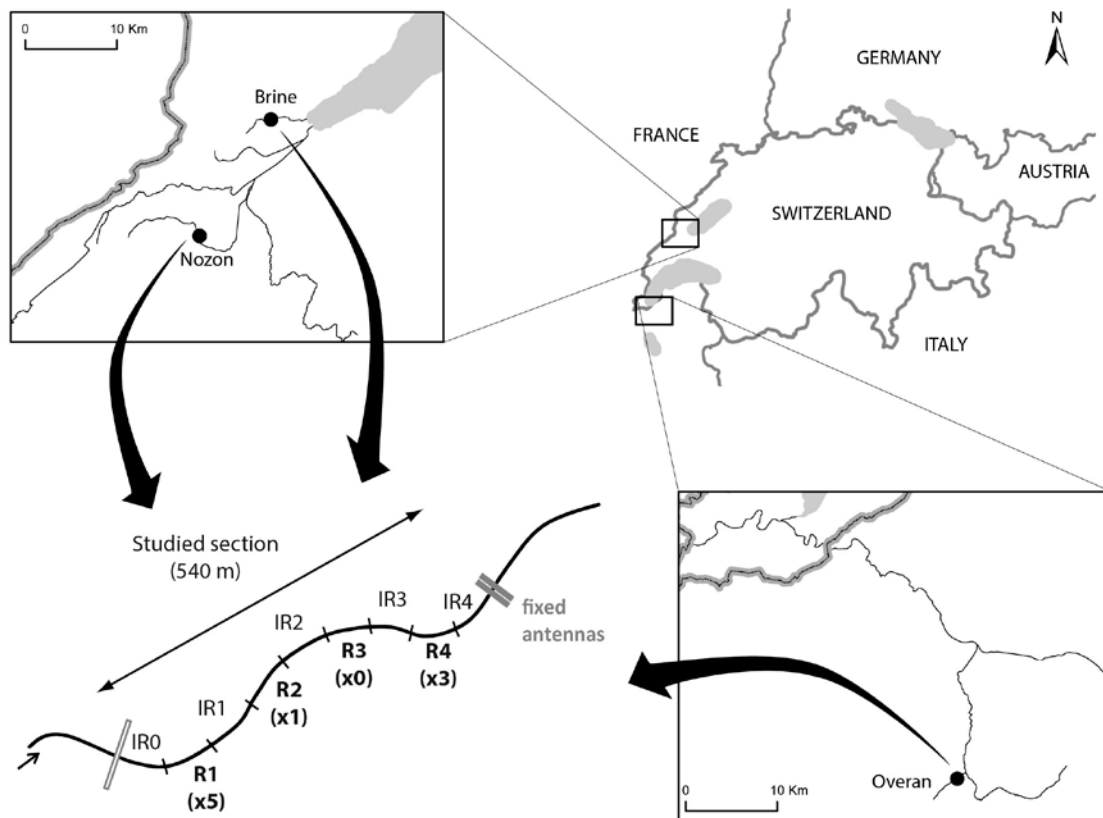 0 10 Km
Brine
Nozon
N
GERMANY
FRANCE
AUSTRIA
SWITZERLAND
ITALY
Studied section
(540 m)
IR0
R1
(x5)
IR1
R2
(x1)
IR2
R3
(x0)
IR3
R4
(x3)
IR4
fixed
antennas
Overan
0 10 Km